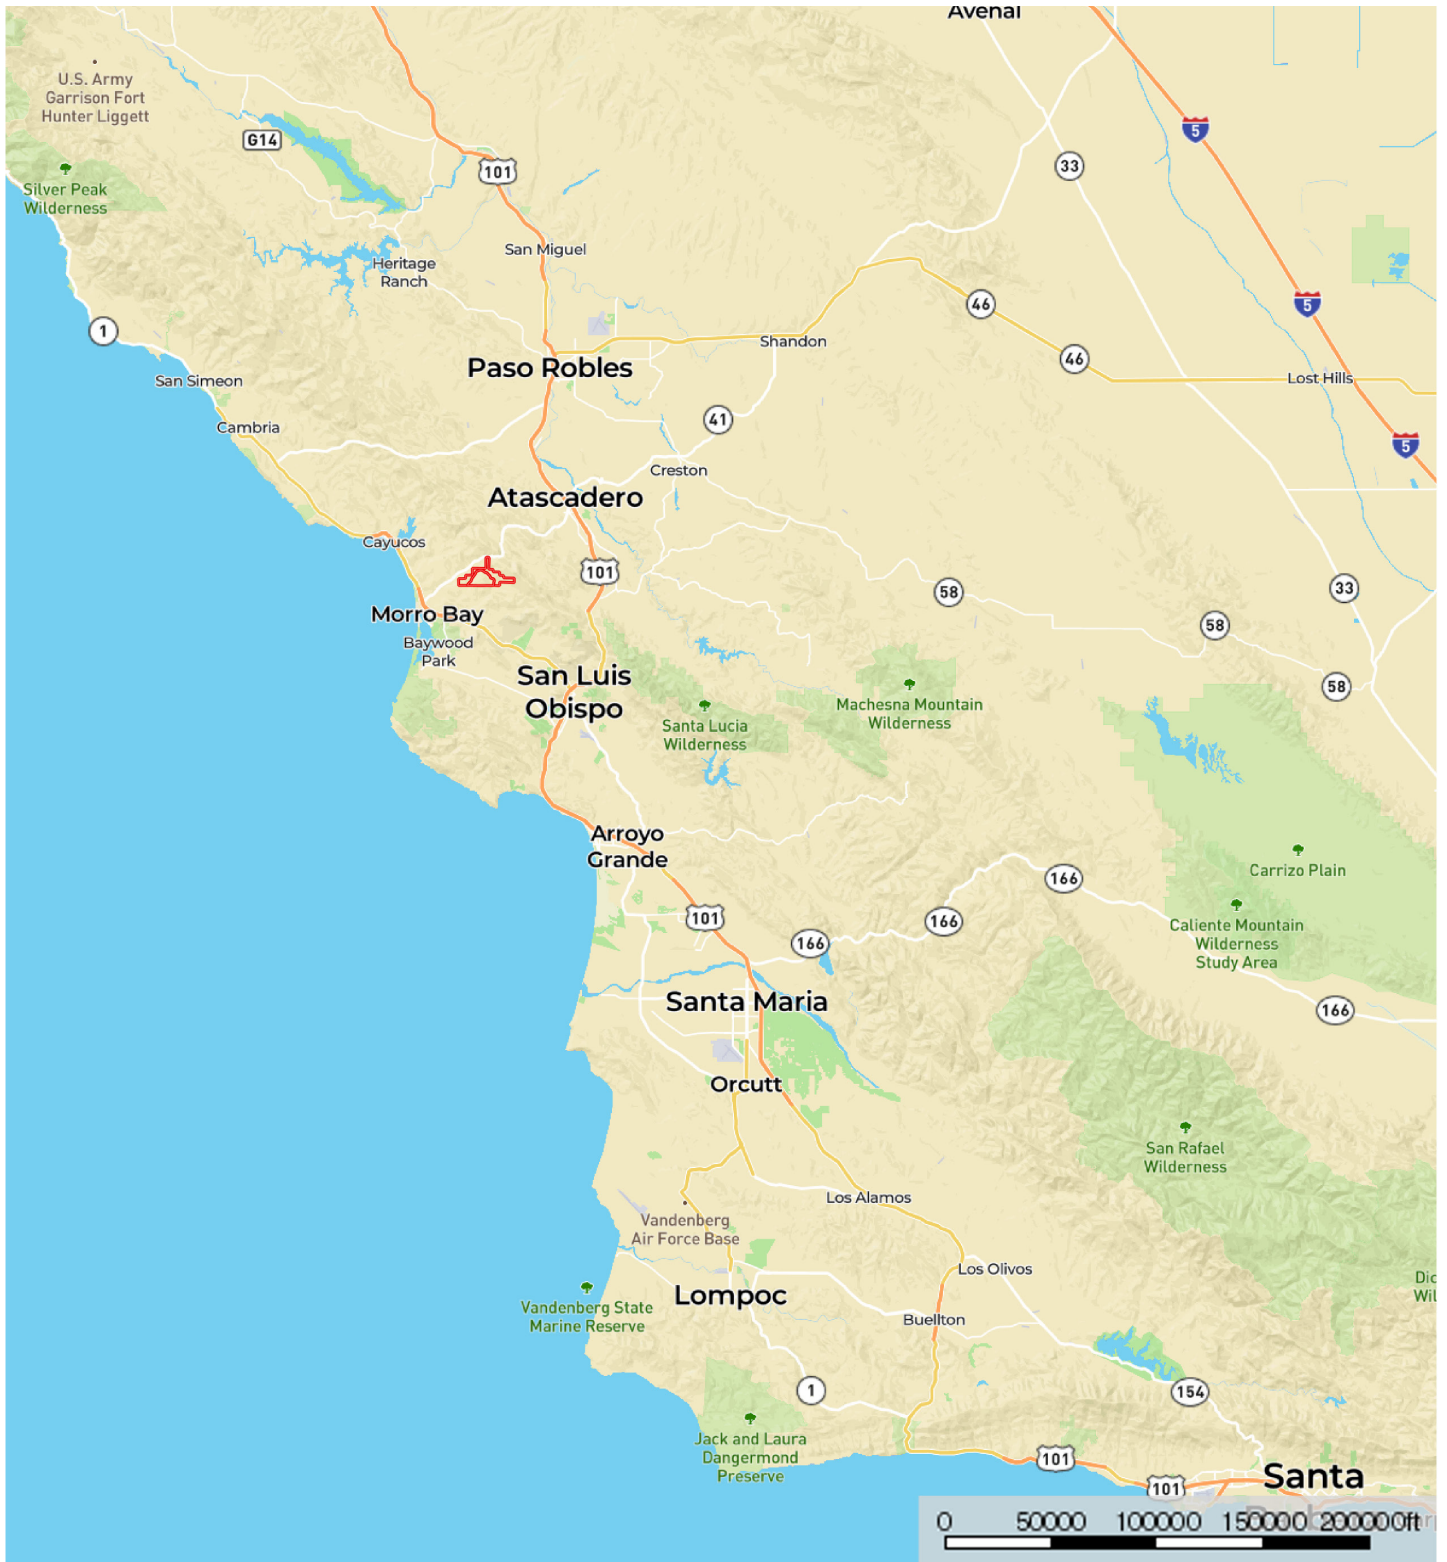 Avenal
U.S. Army
Garrison Fort
Hunter Liggett
G14
5
33
101
Silver Peak
Wilderness
San Miguel
Heritage
Ranch
46
5
1
Shandon
46
Paso Robles
San Simeon
Lost Hills
41
Cambria
5
Creston
Atascadero
Cayucos
101
58
33
Morro Bay
58
Baywood
Park
San Luis
Obispo
58
Machesna Mountain
Wilderness
Santa Lucia
Wilderness
Arroyo
Grande
Carrizo Plain
166
101
166
166
Caliente Mountain
Wilderness
Study Area
Santa Maria
166
Orcutt
San Rafael
Wilderness
Los Alamos
Vandenberg
Air Force Base
Los Olivos
Dic
Wil
Lompoc
Vandenberg State
Marine Reserve
Buellton
1
154
Jack and Laura
Dangermond
Preserve
101
Santa
101
0 50000 100000 150000 200000ft